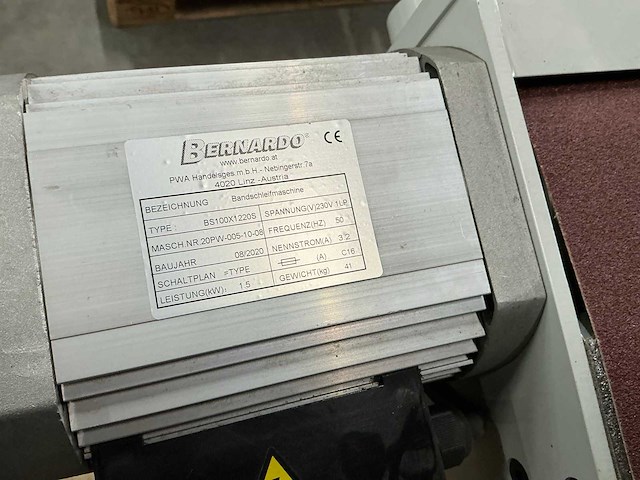 BERNARDO® CE
www.bernardo.at
PWA Handelsges.m.b.H - Nebingerstr.7a
4020 Linz -Austria
BEZEICHNUNG Bandschleifmaschine
TYPE : BS100X1220S SPANNUNG(V) 230V 1LP
MASCH.NR 20PW-005-10-08 FREQUENZ(HZ) 50
BAUJAHR 08/2020 NENNSTROM(A) 3.2
SCHALTPLAN =TYPE (A) C16
LEISTUNG(kW): 1.5 GEWICHT(kg) 41